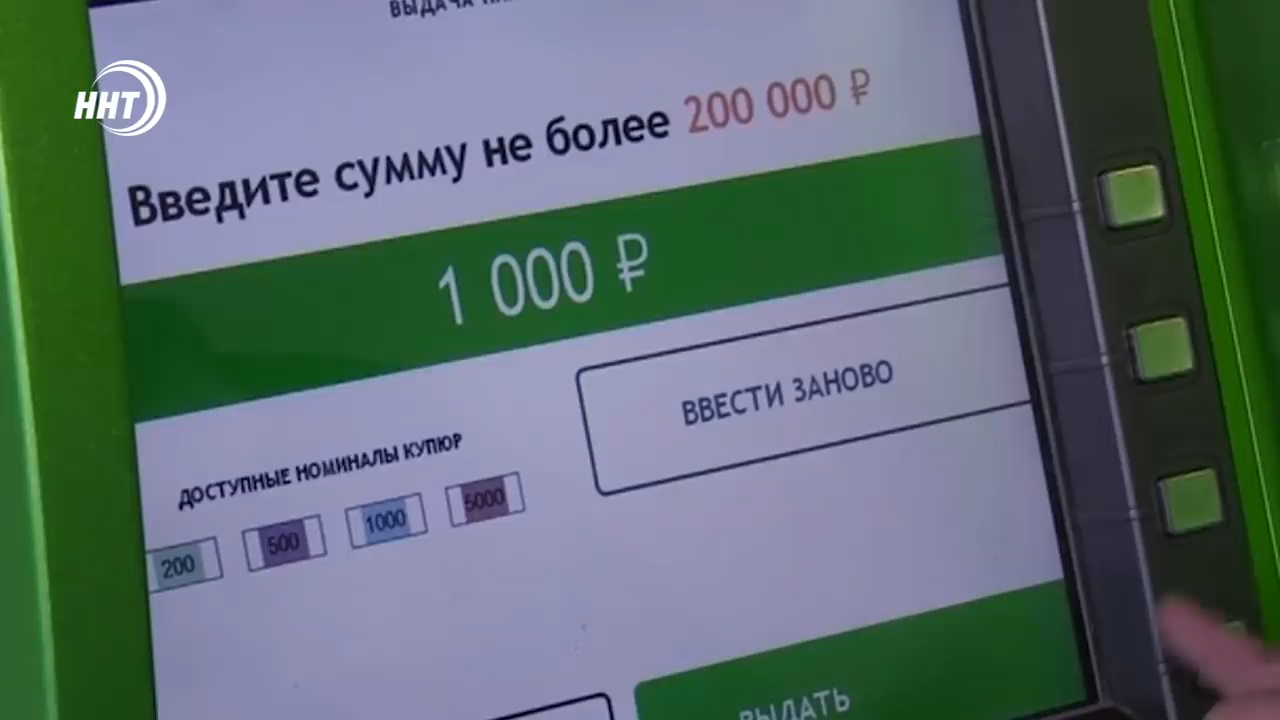 ВЫДАЧА
ННТ
Введите сумму не более 200 000 ₽
1 000 ₽
ВВЕСТИ ЗАНОВО
ДОСТУПНЫЕ НОМИНАЛЫ КУПЮР
200 500 1000 5000
ВЫДАТЬ